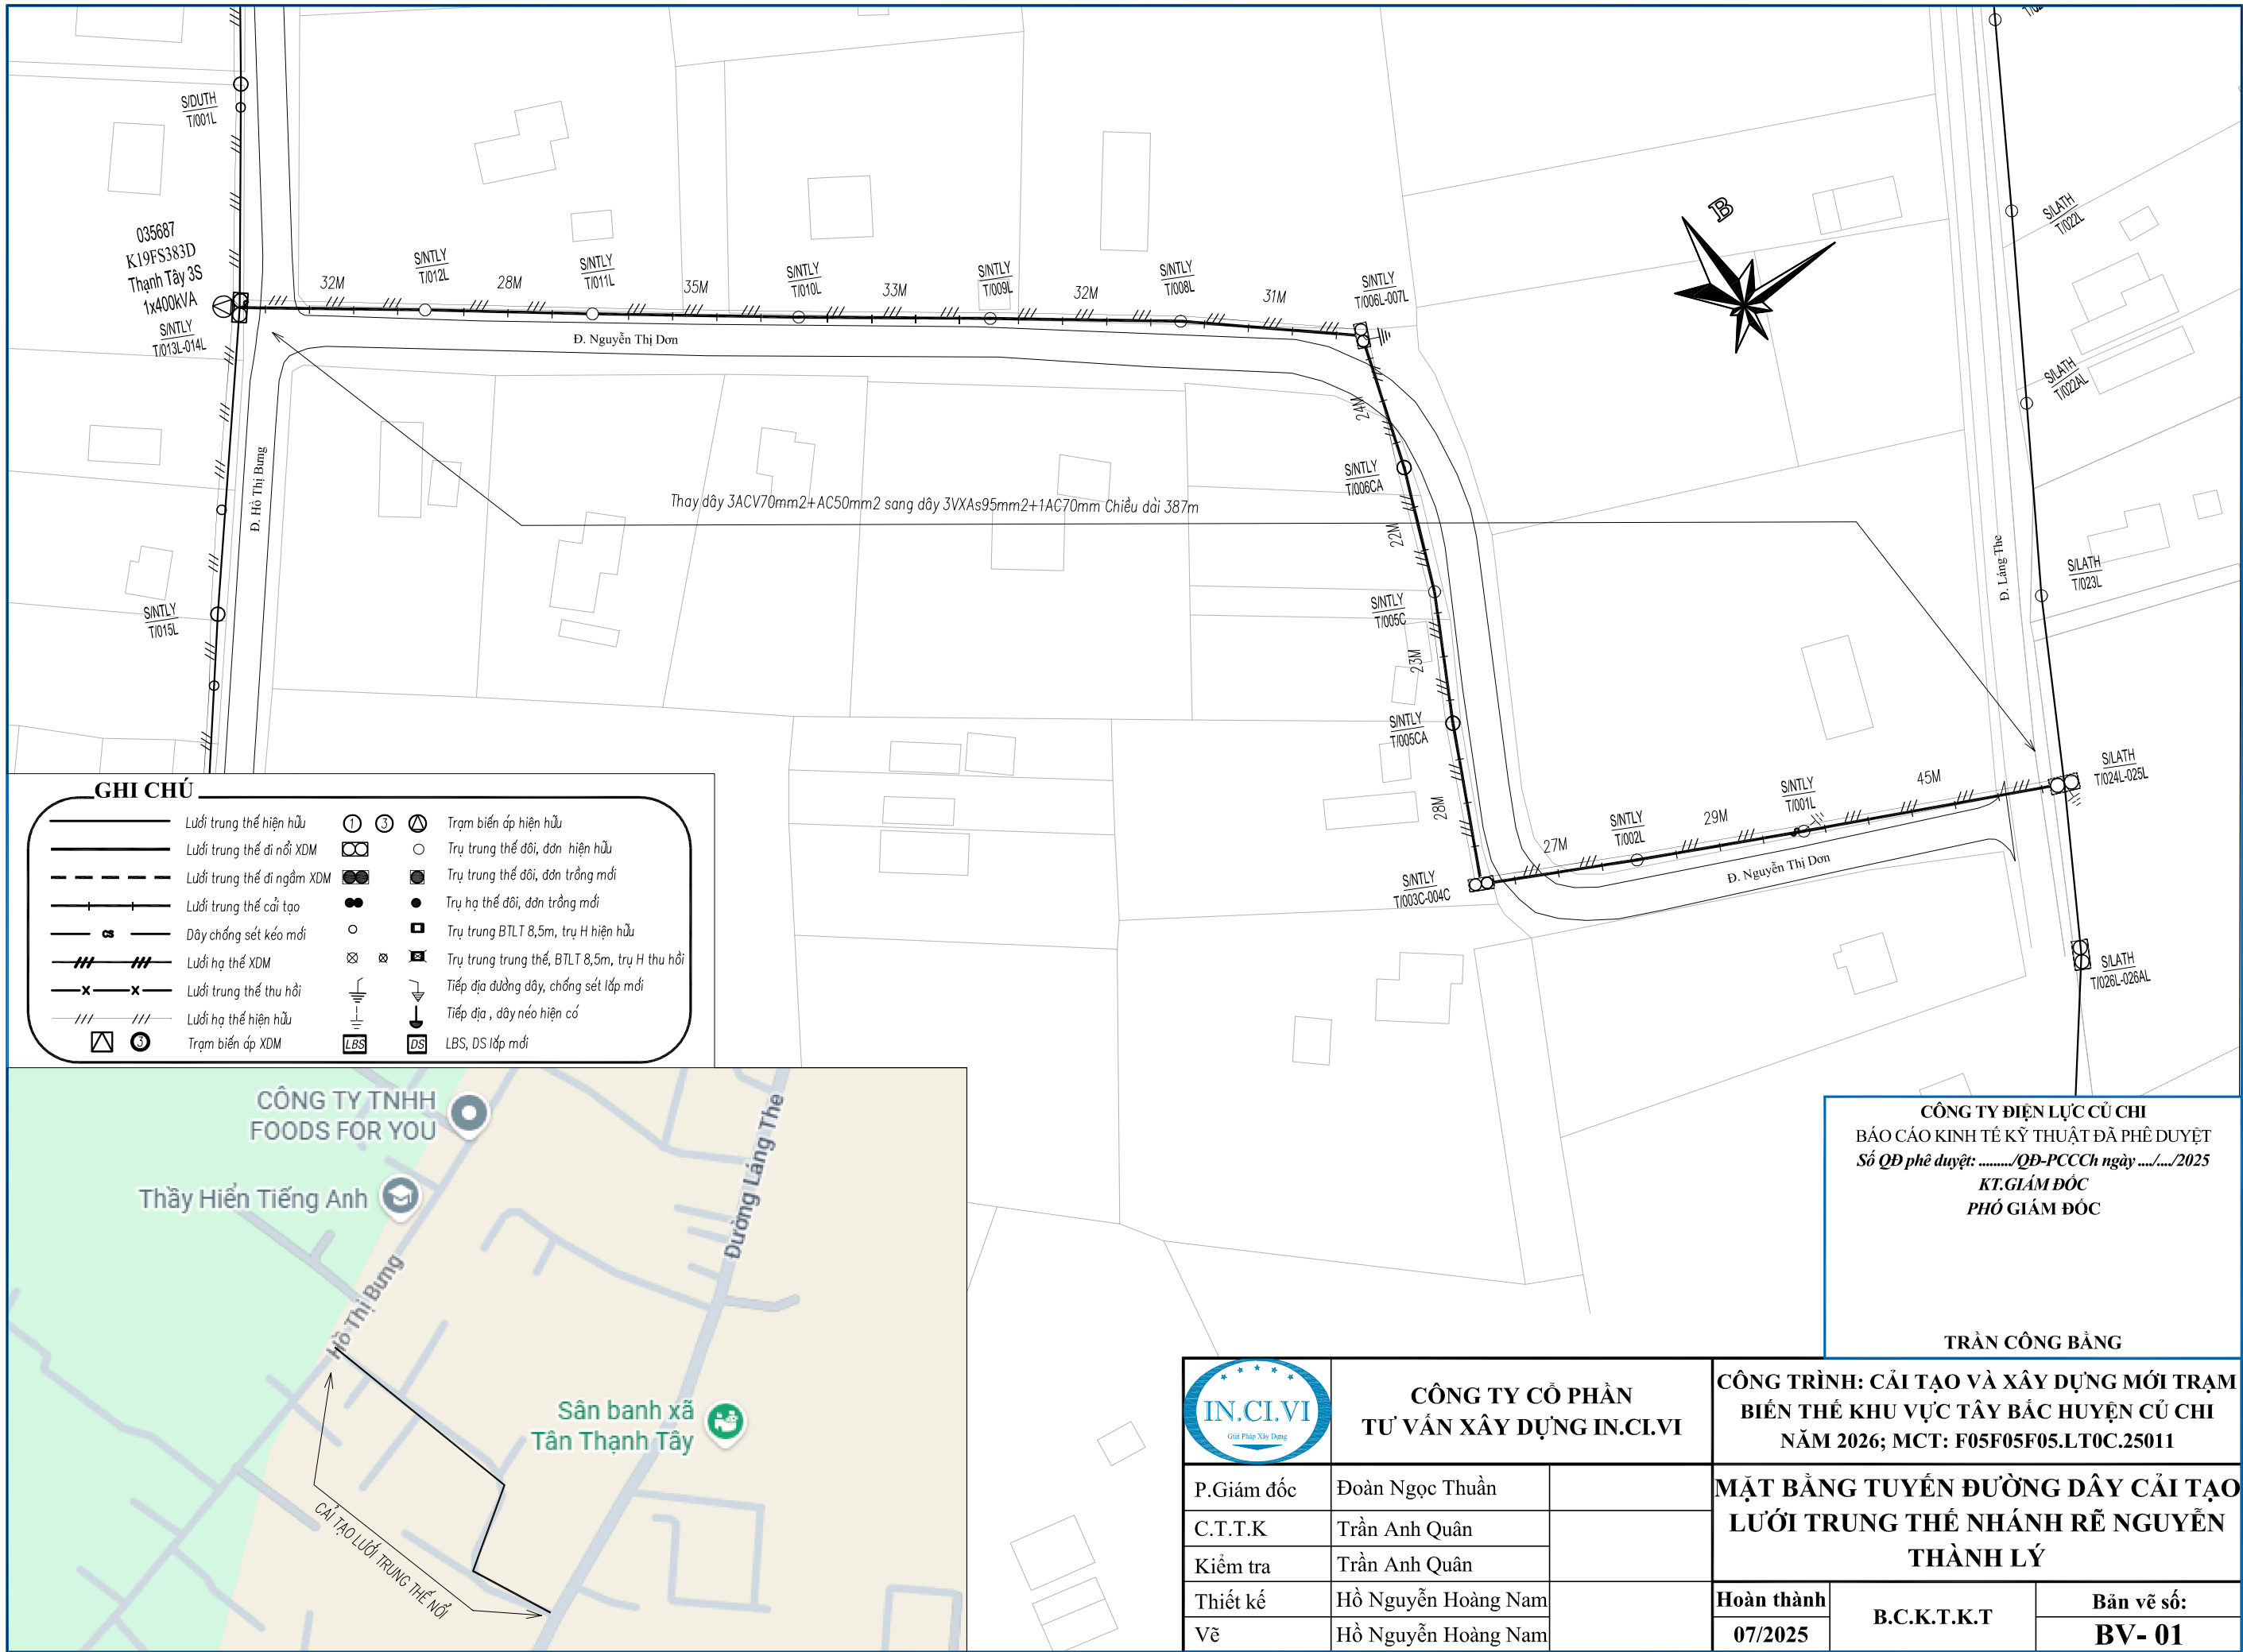 S/DUTH
T/001L
035687
K19FS383D
Thạnh Tây 3S
1x400kVA
S/NTLY
T/013L-014L
32M
S/NTLY
T/012L
28M
S/NTLY
T/011L
35M
S/NTLY
T/010L
33M
S/NTLY
T/009L
32M
S/NTLY
T/008L
31M
S/NTLY
T/006L-007L
Đ. Nguyễn Thị Dơn
B
S/LATH
T/022L
S/LATH
T/022AL
24M
S/NTLY
T/006CA
Đ. Hồ Thị Bưng
Thay dây 3ACV70mm2+AC50mm2 sang dây 3VXAs95mm2+1AC70mm Chiều dài 387m
22M
Đ. Láng The
S/LATH
T/023L
S/NTLY
T/015L
S/NTLY
T/005C
23M
S/NTLY
T/005CA
28M
S/NTLY
T/003C-004C
27M
S/NTLY
T/002L
29M
S/NTLY
T/001L
45M
S/LATH
T/024L-025L
Đ. Nguyễn Thị Dơn
S/LATH
T/026L-026AL
GHI CHÚ
Lưới trung thế hiện hữu
1 3 Trạm biến áp hiện hữu
Lưới trung thế đi nổi XDM
Trụ trung thế đôi, đơn hiện hữu
Lưới trung thế đi ngầm XDM
Trụ trung thế đôi, đơn trồng mới
Lưới trung thế cải tạo
Trụ hạ thế đôi, đơn trồng mới
CS Dây chống sét kéo mới
Trụ trung BTLT 8,5m, trụ H hiện hữu
Lưới hạ thế XDM
Trụ trung trung thế, BTLT 8,5m, trụ H thu hồi
Lưới trung thế thu hồi
Tiếp địa đường dây, chống sét lắp mới
Lưới hạ thế hiện hữu
Tiếp địa , dây néo hiện có
3 Trạm biến áp XDM
LBS DS LBS, DS lắp mới
CÔNG TY TNHH
FOODS FOR YOU
Thầy Hiển Tiếng Anh
Đường Láng The
Hồ Thị Bưng
Sân banh xã
Tân Thạnh Tây
CẢI TẠO LƯỚI TRUNG THẾ NỔI
CÔNG TY ĐIỆN LỰC CỦ CHI
BÁO CÁO KINH TẾ KỸ THUẬT ĐÃ PHÊ DUYỆT
Số QĐ phê duyệt: ........./QĐ-PCCCh ngày ..../..../2025
KT.GIÁM ĐỐC
PHÓ GIÁM ĐỐC
TRẦN CÔNG BẰNG
IN.CI.VI
Giải Pháp Xây Dựng
CÔNG TY CỔ PHẦN
TƯ VẤN XÂY DỰNG IN.CI.VI
CÔNG TRÌNH: CẢI TẠO VÀ XÂY DỰNG MỚI TRẠM
BIẾN THẾ KHU VỰC TÂY BẮC HUYỆN CỦ CHI
NĂM 2026; MCT: F05F05F05.LT0C.25011
P.Giám đốc Đoàn Ngọc Thuần
C.T.T.K Trần Anh Quân
Kiểm tra Trần Anh Quân
Thiết kế Hồ Nguyễn Hoàng Nam
Vẽ Hồ Nguyễn Hoàng Nam
MẶT BẰNG TUYẾN ĐƯỜNG DÂY CẢI TẠO
LƯỚI TRUNG THẾ NHÁNH RẼ NGUYỄN
THÀNH LÝ
Hoàn thành
07/2025
B.C.K.T.K.T
Bản vẽ số:
BV- 01